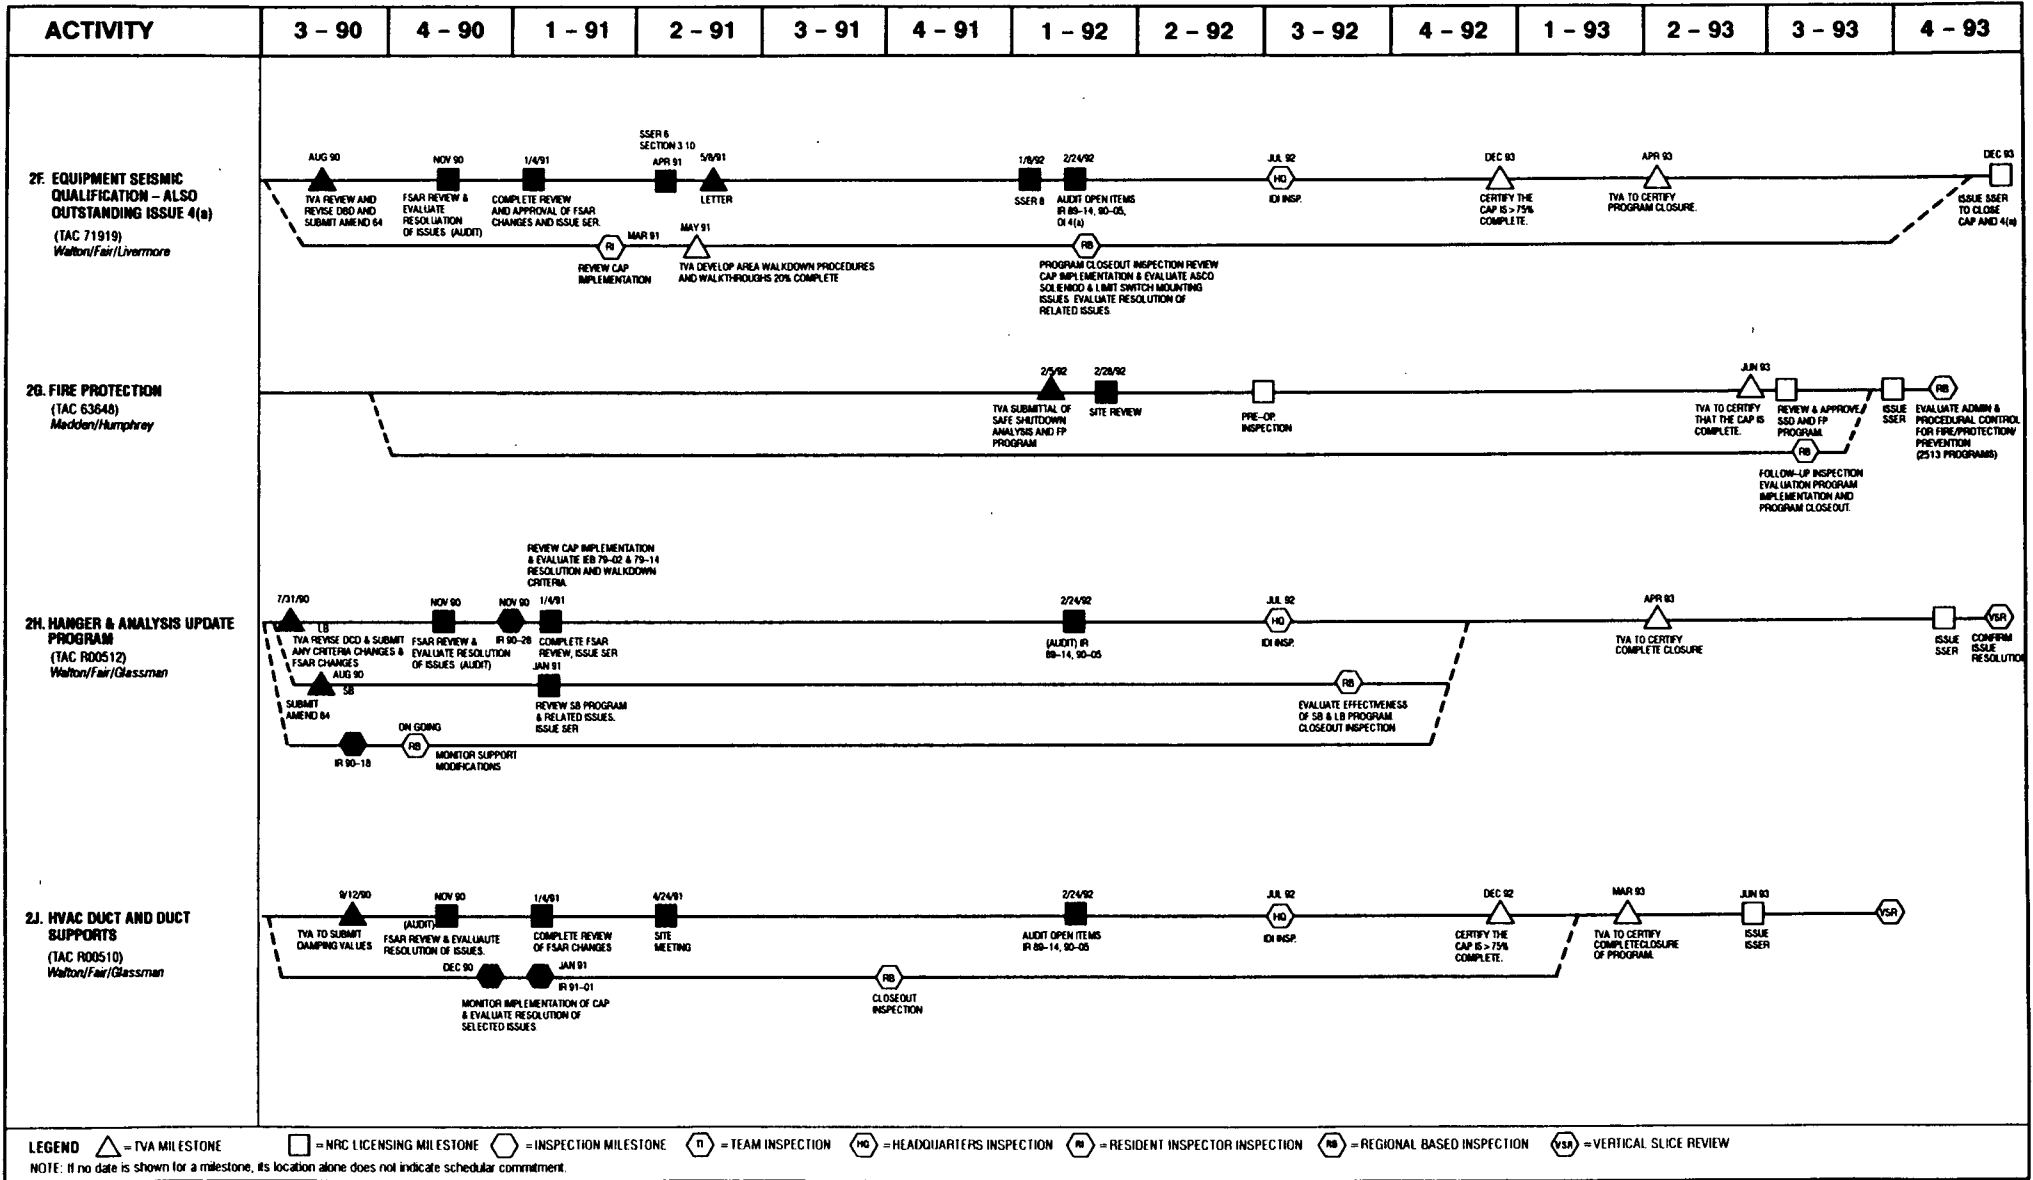 ACTIVITY
3 – 90
4 – 90
1 – 91
2 – 91
3 – 91
4 – 91
1 – 92
2 – 92
3 – 92
4 – 92
1 – 93
2 – 93
3 – 93
4 – 93
2F. EQUIPMENT SEISMIC
QUALIFICATION – ALSO
OUTSTANDING ISSUE 4(a)
(TAC 71919)
Walton/Fair/Livermore
AUG 90
TVA REVIEW AND
REVISE DBD AND
SUBMIT AMEND 64
NOV 90
FSAR REVIEW &
EVALUATE
RESOLUATION
OF ISSUES (AUDIT)
1/4/91
COMPLETE REVIEW
AND APPROVAL OF FSAR
CHANGES AND ISSUE SER.
SSER 6
SECTION 3 10
APR 91
5/8/91
LETTER
1/8/92
SSER 8
2/24/92
AUDIT OPEN ITEMS
IR 89–14, 90–05,
OI 4(a)
JUL 92
HQ
IDI INSP.
DEC 93
CERTIFY THE
CAP IS > 75%
COMPLETE.
APR 93
TVA TO CERTIFY
PROGRAM CLOSURE.
DEC 93
ISSUE SSER
TO CLOSE
CAP AND 4(a)
RI
MAR 91
REVIEW CAP
IMPLEMENTATION
MAY 91
TVA DEVELOP AREA WALKDOWN PROCEDURES
AND WALKTHROUGHS 20% COMPLETE
RB
PROGRAM CLOSEOUT INSPECTION REVIEW
CAP IMPLEMENTATION & EVALUATE ASCO
SOLENIOD & LIMIT SWITCH MOUNTING
ISSUES EVALUATE RESOLUTION OF
RELATED ISSUES.
2G. FIRE PROTECTION
(TAC 63648)
Madden/Humphrey
2/5/92
TVA SUBMITTAL OF
SAFE SHUTDOWN
ANALYSIS AND FP
PROGRAM
2/28/92
SITE REVIEW
PRE–OP.
INSPECTION
JUN 93
TVA TO CERTIFY
THAT THE CAP IS
COMPLETE.
REVIEW & APPROVE
SSD AND FP
PROGRAM.
ISSUE
SSER
RB
EVALUATE ADMIN &
PROCEDURAL CONTROL
FOR FIRE/PROTECTION/
PREVENTION
(2513 PROGRAMS)
RB
FOLLOW–UP INSPECTION
EVALUATION PROGRAM
IMPLEMENTATION AND
PROGRAM CLOSEOUT.
2H. HANGER & ANALYSIS UPDATE
PROGRAM
(TAC R00512)
Walton/Fair/Glassman
REVIEW CAP IMPLEMENTATION
& EVALUATE IEB 79–02 & 79–14
RESOLUTION AND WALKDOWN
CRITERIA
7/31/90
LB
TVA REVISE DCD & SUBMIT
ANY CRITERIA CHANGES &
FSAR CHANGES
NOV 90
FSAR REVIEW &
EVALUATE RESOLUTION
OF ISSUES (AUDIT)
NOV 90
IR 90–28
1/4/91
COMPLETE FSAR
REVIEW, ISSUE SER
2/24/92
(AUDIT) IR
89–14, 90–05
JUL 92
HQ
IDI INSP.
APR 93
TVA TO CERTIFY
COMPLETE CLOSURE
ISSUE
SSER
VSR
CONFIRM
ISSUE
RESOLUTION
AUG 90
SB
SUBMIT
AMEND 64
JAN 91
REVIEW SB PROGRAM
& RELATED ISSUES.
ISSUE SER
RB
EVALUATE EFFECTIVENESS
OF SB & LB PROGRAM
CLOSEOUT INSPECTION
IR 90–18
ON GOING
RB
MONITOR SUPPORT
MODIFICATIONS
2J. HVAC DUCT AND DUCT
SUPPORTS
(TAC R00510)
Walton/Fair/Glassman
9/12/90
TVA TO SUBMIT
DAMPING VALUES
NOV 90
(AUDIT)
FSAR REVIEW & EVALUAUTE
RESOLUTION OF ISSUES.
1/4/91
COMPLETE REVIEW
OF FSAR CHANGES
4/24/91
SITE
MEETING
2/24/92
AUDIT OPEN ITEMS
IR 89–14, 90–05
JUL 92
HQ
IDI INSP.
DEC 92
CERTIFY THE
CAP IS > 75%
COMPLETE.
MAR 93
TVA TO CERTIFY
COMPLETECLOSURE
OF PROGRAM.
JUN 93
ISSUE
ISSER
VSR
DEC 90
JAN 91
IR 91–01
MONITOR IMPLEMENTATION OF CAP
& EVALUATE RESOLUTION OF
SELECTED ISSUES
RB
CLOSEOUT
INSPECTION
LEGEND = TVA MILESTONE = NRC LICENSING MILESTONE = INSPECTION MILESTONE TI = TEAM INSPECTION HQ = HEADQUARTERS INSPECTION RI = RESIDENT INSPECTOR INSPECTION RB = REGIONAL BASED INSPECTION VSR = VERTICAL SLICE REVIEW
NOTE: If no date is shown for a milestone, its location alone does not indicate schedular commitment.